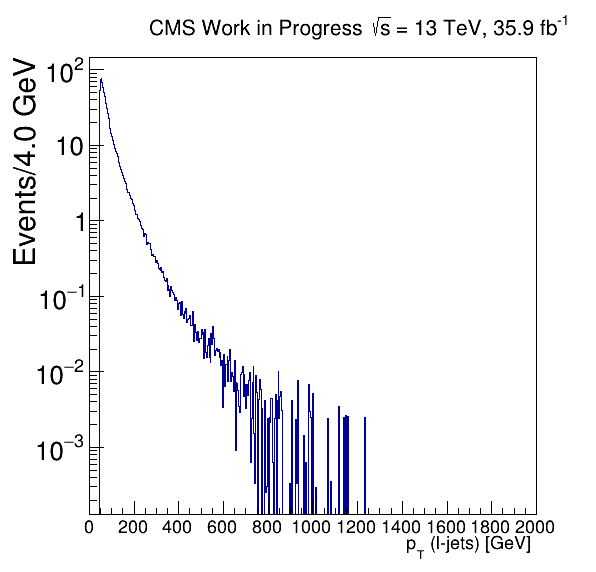 CMS Work in Progress √s = 13 TeV, 35.9 fb⁻¹
Events/4.0 GeV
10²
10
1
10⁻¹
10⁻²
10⁻³
0 200 400 600 800 1000 1200 1400 1600 1800 2000
p_T (l-jets) [GeV]